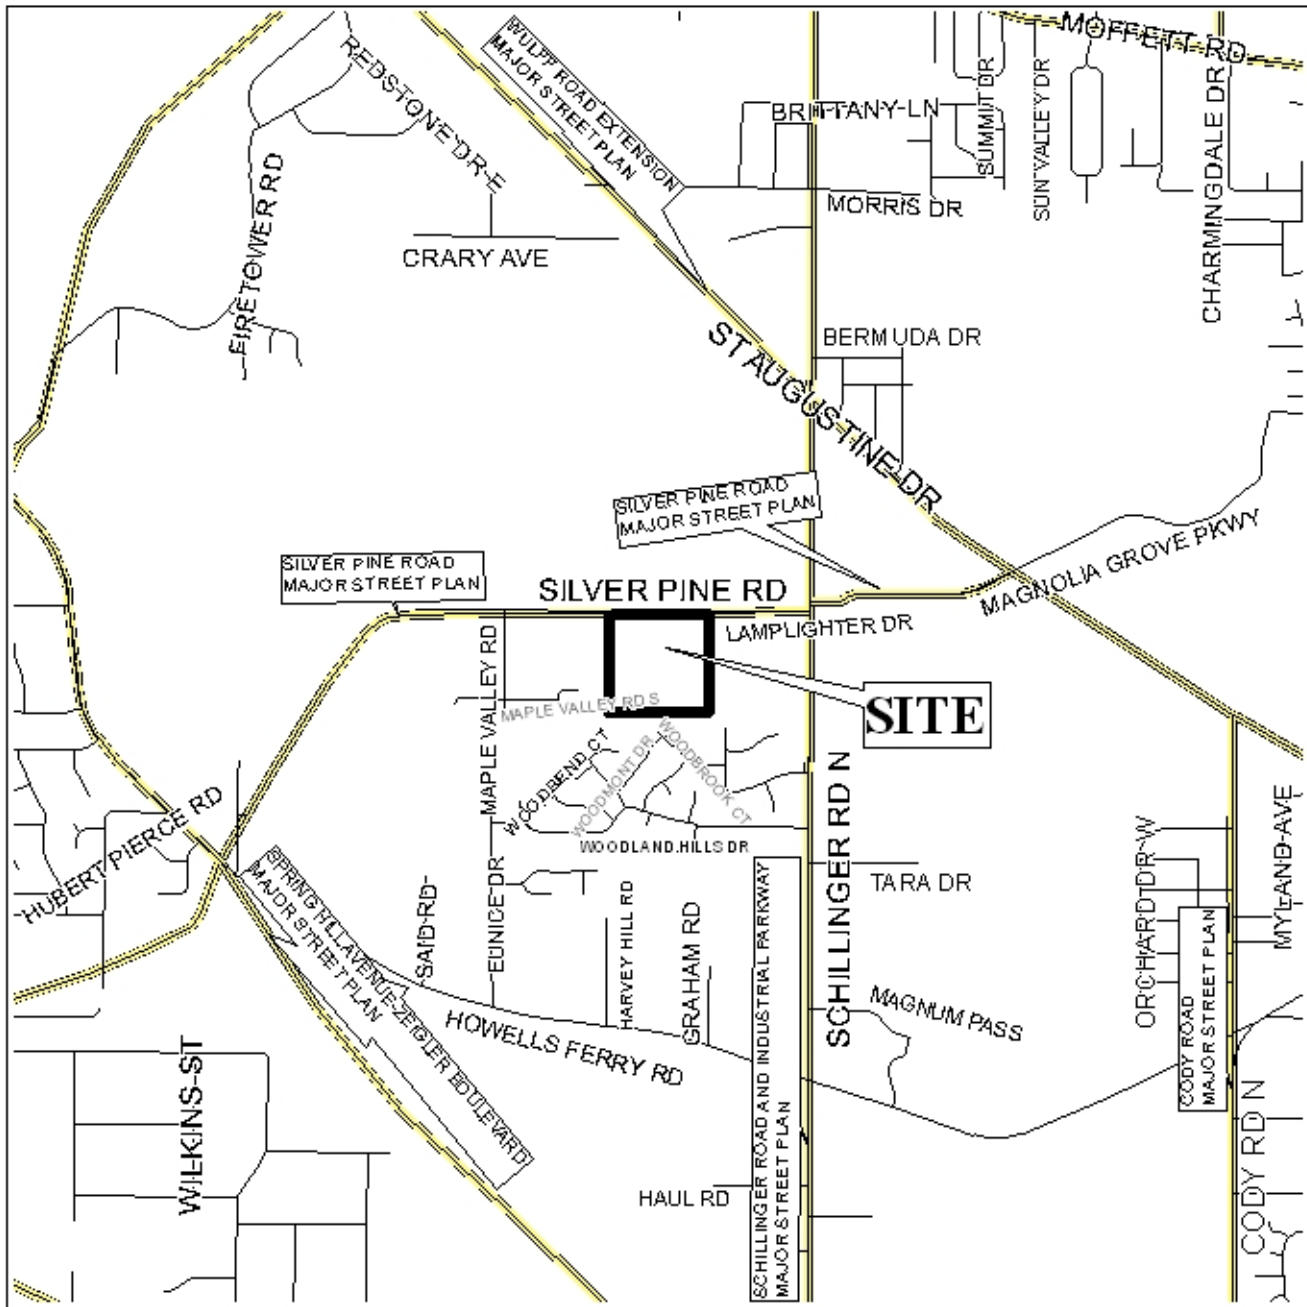 MOFFETT RD
REDSTONE DR E
WULPP ROAD EXTENSION
MAJOR STREET PLAN
BRITTANY LN
SUMMIT DR
SUN VALLEY DR
CHARMINGDALE DR
FIRETOWER RD
MORRIS DR
CRARY AVE
ST AUGUSTINE DR
BERMUDA DR
SILVER PINE ROAD
MAJOR STREET PLAN
SILVER PINE ROAD
MAJOR STREET PLAN
SILVER PINE RD
MAGNOLIA GROVE PKWY
LAMPLIGHTER DR
MAPLE VALLEY RD
MAPLE VALLEY RD S
SITE
WOODBEND CT
WOODMONT DR
WOODBROOK CT
WOODLAND HILLS DR
HUBERT PIERCE RD
SPRING HILL AVENUE-ZEIGLER BOULEVARD
MAJOR STREET PLAN
SAID RD
EUNICE DR
HARVEY HILL RD
GRAHAM RD
SCHILLINGER ROAD AND INDUSTRIAL PARKWAY
MAJOR STREET PLAN
SCHILLINGER RD N
TARA DR
ORCHARD DR W
CODY ROAD
MAJOR STREET PLAN
MYLAND AVE
MAGNUM PASS
HOWELLS FERRY RD
WILKINS ST
HAUL RD
CODY RD N